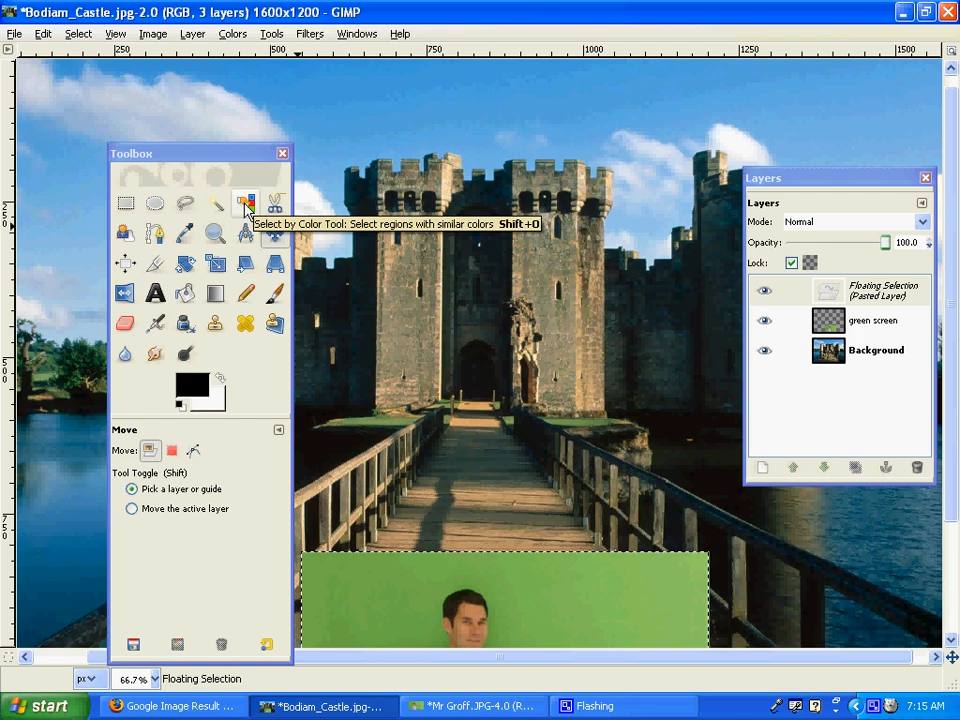 *Bodiam_Castle.jpg-2.0 (RGB, 3 layers) 1600x1200 - GIMP
File Edit Select View Image Layer Colors Tools Filters Windows Help
250 500 750 1000 1250 1500
250
500
750
Toolbox
Select by Color Tool: Select regions with similar colors Shift+O
Move
Move:
Tool Toggle (Shift)
Pick a layer or guide
Move the active layer
Layers
Layers
Mode: Normal
Opacity: 100.0
Lock:
Floating Selection
(Pasted Layer)
green screen
Background
px 66.7% Floating Selection
start Google Image Result ... *Bodiam_Castle.jpg-... *Mr Groff.JPG-4.0 (R... Flashing 7:15 AM